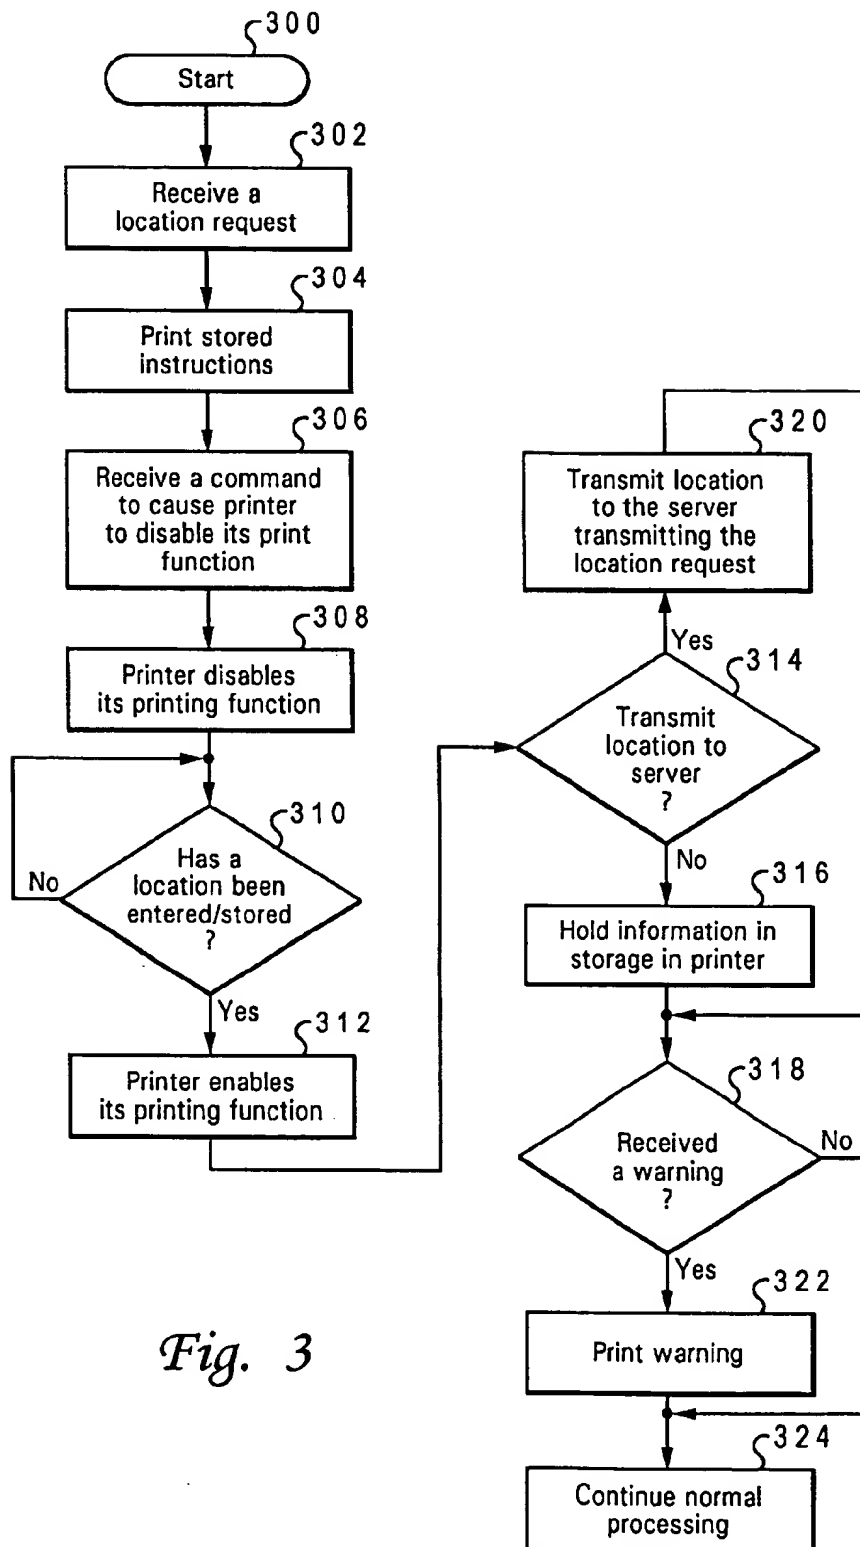 300
Start
302
Receive a
location request
304
Print stored
instructions
306
Receive a command
to cause printer
to disable its print
function
308
Printer disables
its printing function
310
Has a
location been
entered/stored
?
No
Yes
312
Printer enables
its printing function
320
Transmit location
to the server
transmitting the
location request
Yes
314
Transmit
location to
server
?
No
316
Hold information in
storage in printer
318
Received
a warning
?
No
Yes
322
Print warning
324
Continue normal
processing
Fig. 3